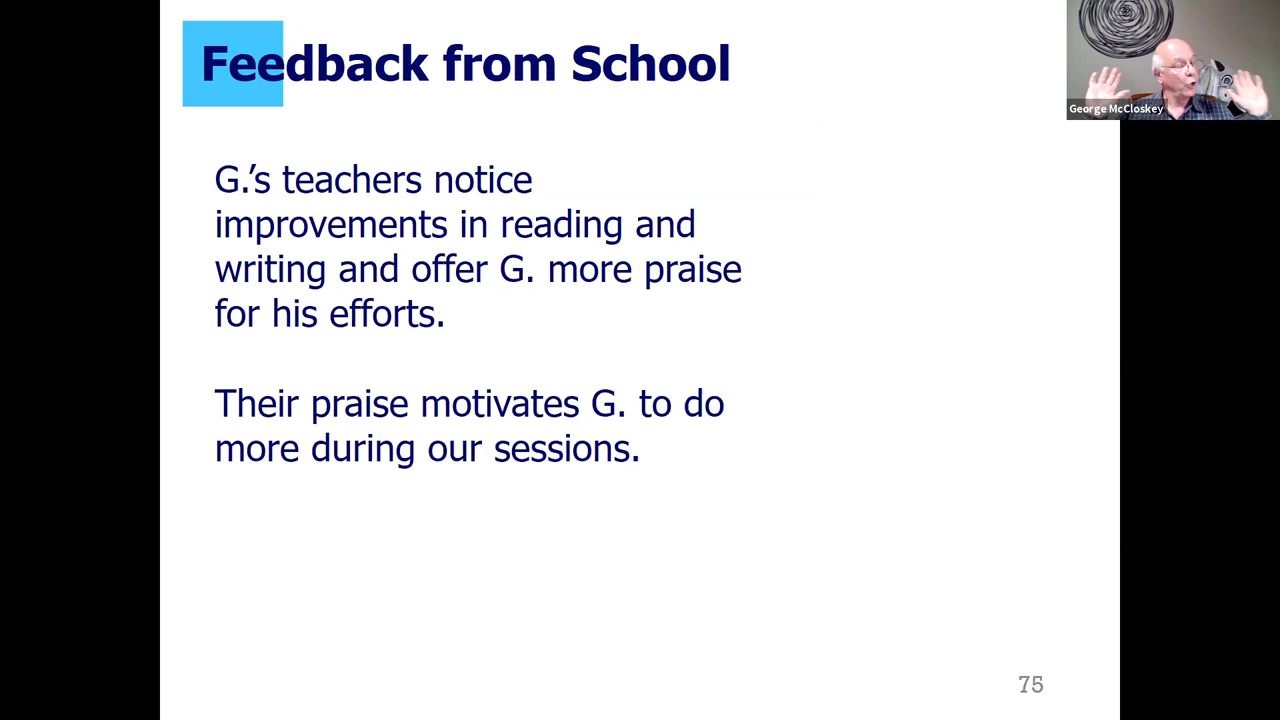 Feedback from School
George McCloskey
G.’s teachers notice
improvements in reading and
writing and offer G. more praise
for his efforts.
Their praise motivates G. to do
more during our sessions.
75